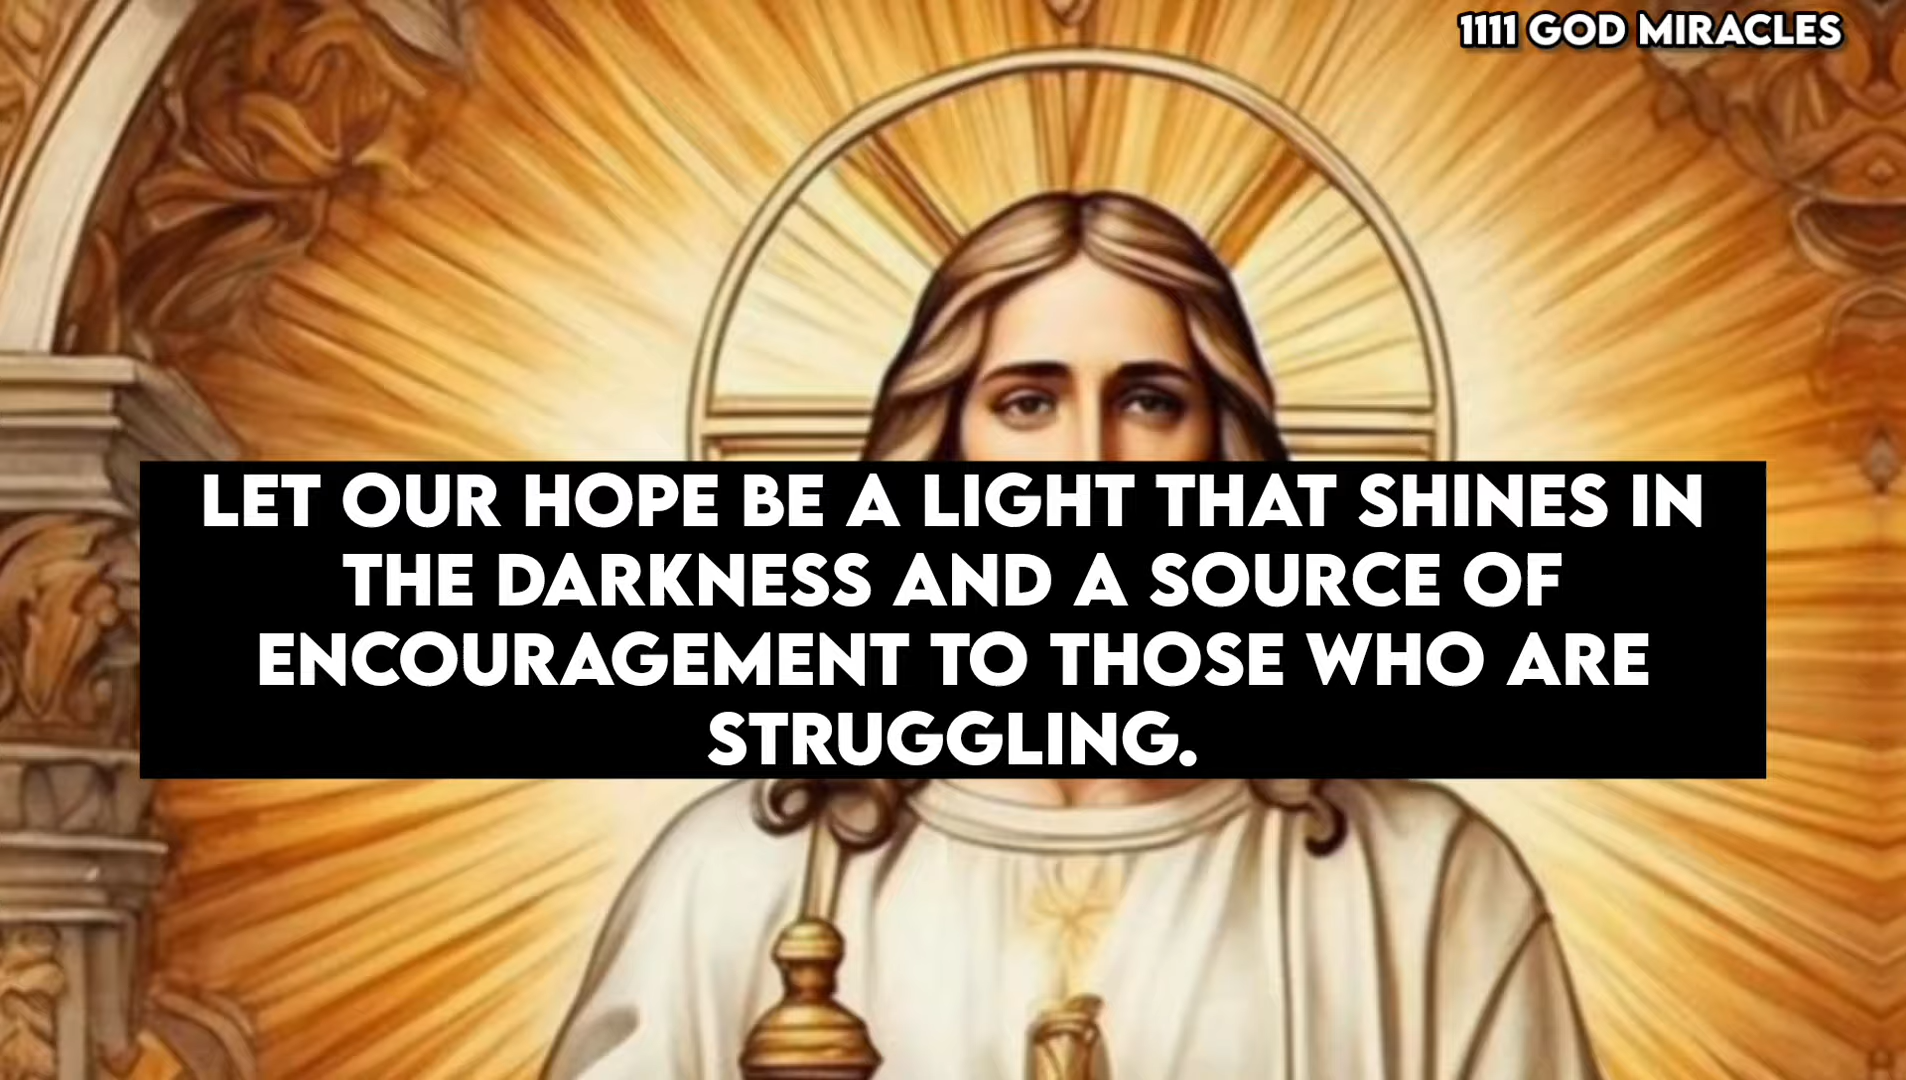 1111 GOD MIRACLES
LET OUR HOPE BE A LIGHT THAT SHINES IN
THE DARKNESS AND A SOURCE OF
ENCOURAGEMENT TO THOSE WHO ARE
STRUGGLING.